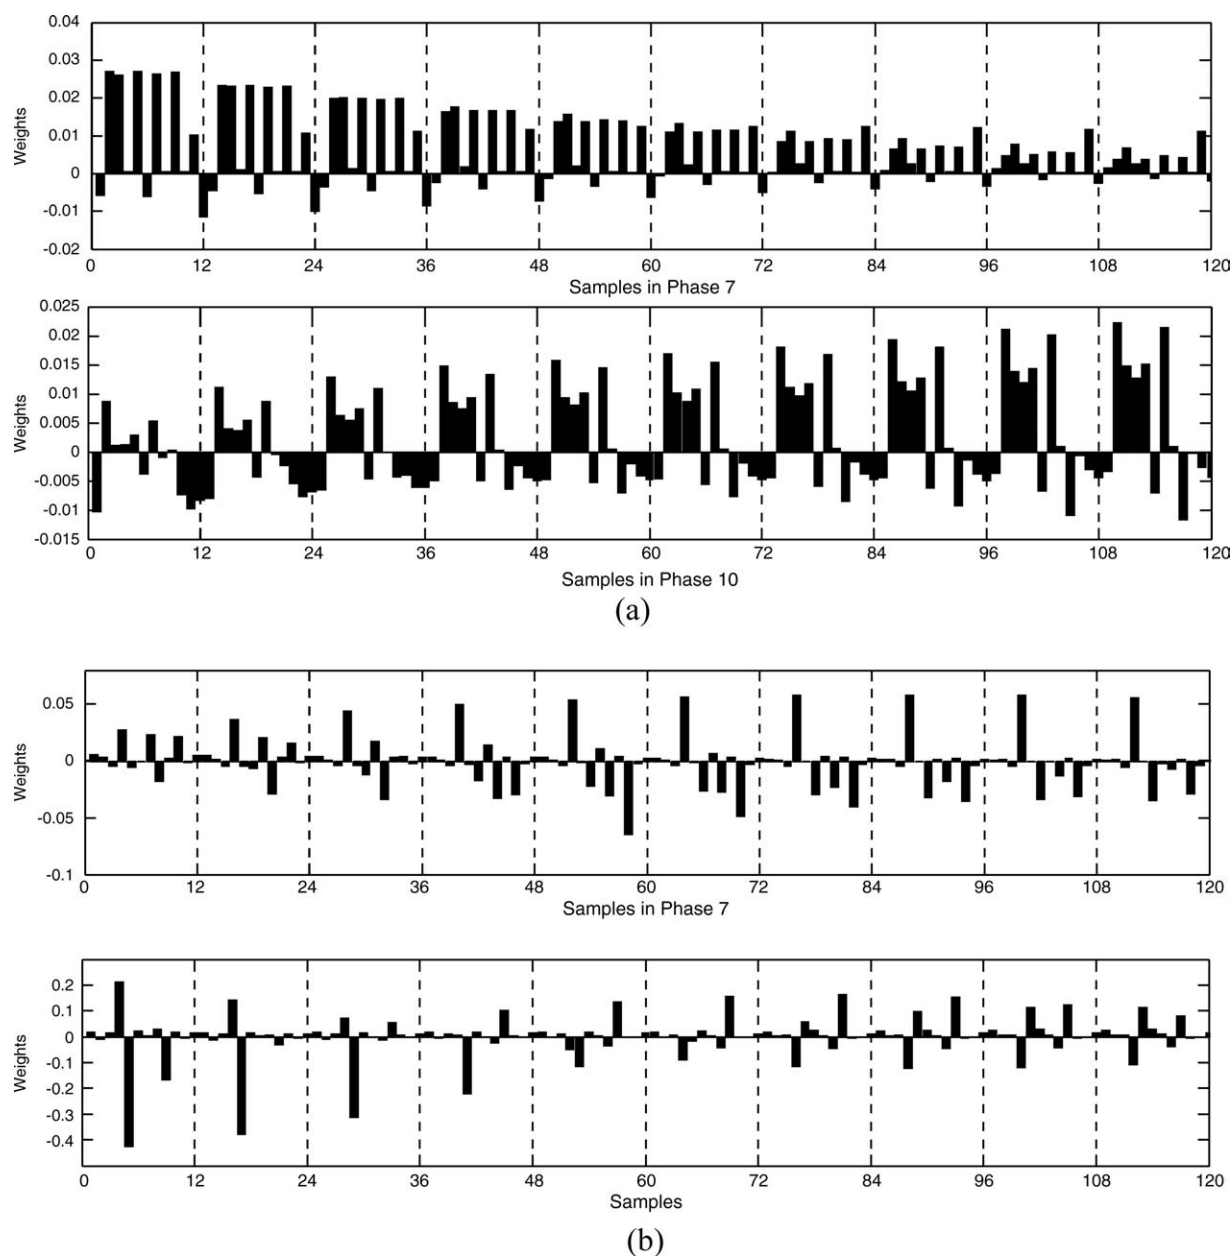 0.04
0.03
0.02
0.01
0
-0.01
-0.02
Weights
0 12 24 36 48 60 72 84 96 108 120
Samples in Phase 7
0.025
0.02
0.015
0.01
0.005
0
-0.005
-0.01
-0.015
Weights
0 12 24 36 48 60 72 84 96 108 120
Samples in Phase 10
(a)
0.05
0
-0.05
-0.1
Weights
0 12 24 36 48 60 72 84 96 108 120
Samples in Phase 7
0.2
0.1
0
-0.1
-0.2
-0.3
-0.4
Weights
0 12 24 36 48 60 72 84 96 108 120
Samples
(b)